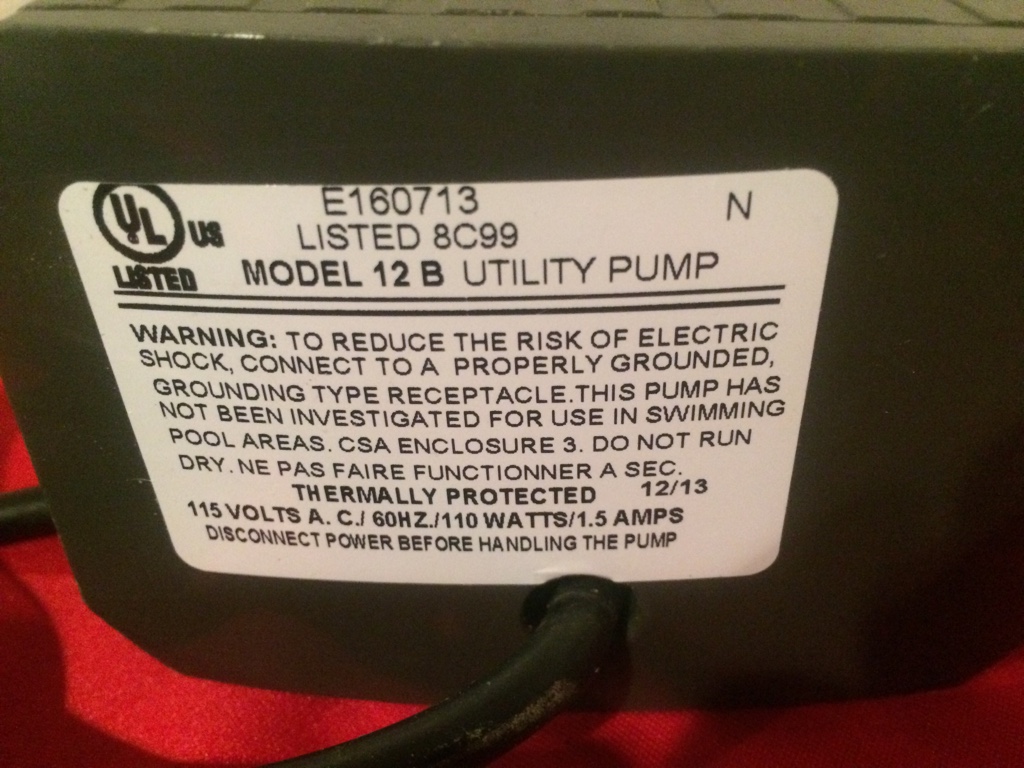 UL US
LISTED
E160713
N
LISTED 8C99
MODEL 12 B UTILITY PUMP
WARNING: TO REDUCE THE RISK OF ELECTRIC
SHOCK, CONNECT TO A PROPERLY GROUNDED,
GROUNDING TYPE RECEPTACLE.THIS PUMP HAS
NOT BEEN INVESTIGATED FOR USE IN SWIMMING
POOL AREAS. CSA ENCLOSURE 3. DO NOT RUN
DRY. NE PAS FAIRE FUNCTIONNER A SEC.
THERMALLY PROTECTED 12/13
115 VOLTS A. C./ 60HZ./110 WATTS/1.5 AMPS
DISCONNECT POWER BEFORE HANDLING THE PUMP